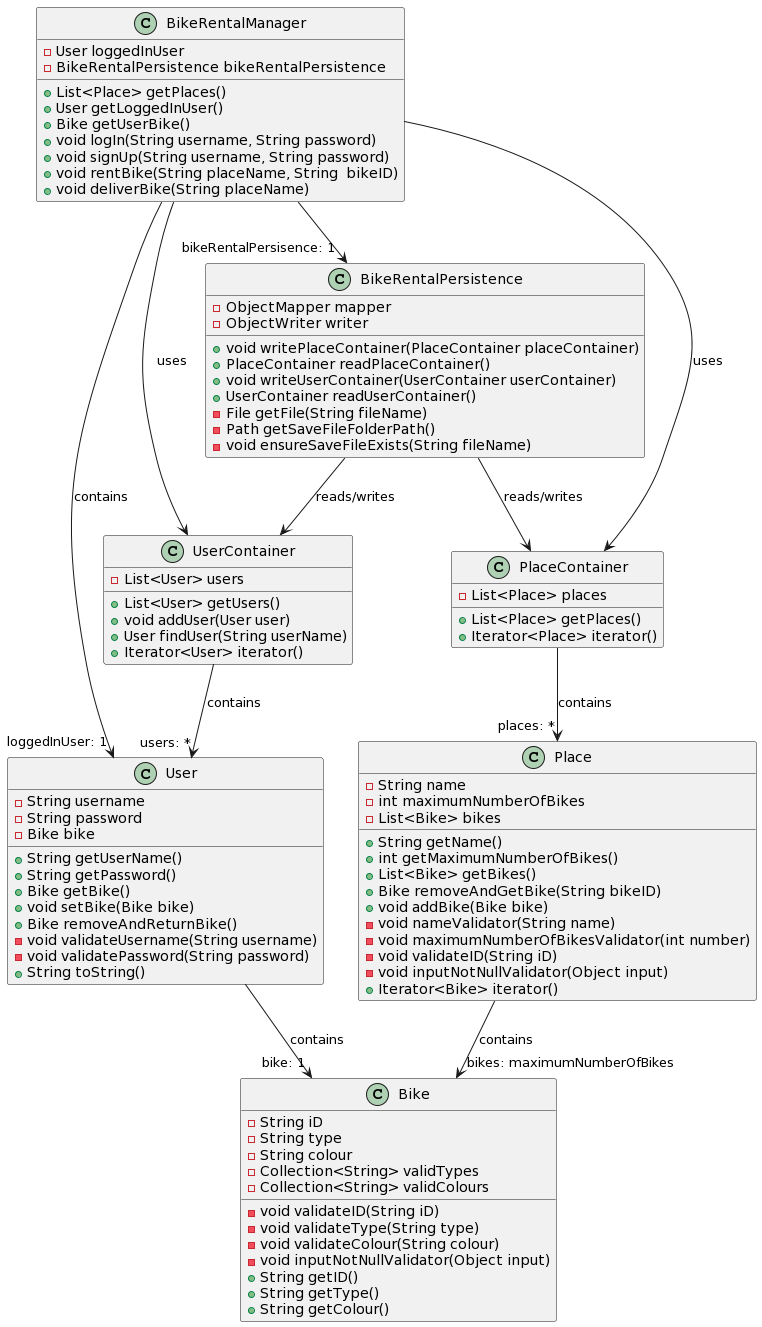 C BikeRentalManager
User loggedInUser
BikeRentalPersistence bikeRentalPersistence
List<Place> getPlaces()
User getLoggedInUser()
Bike getUserBike()
void logIn(String username, String password)
void signUp(String username, String password)
void rentBike(String placeName, String  bikeID)
void deliverBike(String placeName)
bikeRentalPersisence: 1
C BikeRentalPersistence
ObjectMapper mapper
ObjectWriter writer
void writePlaceContainer(PlaceContainer placeContainer)
PlaceContainer readPlaceContainer()
void writeUserContainer(UserContainer userContainer)
UserContainer readUserContainer()
File getFile(String fileName)
Path getSaveFileFolderPath()
void ensureSaveFileExists(String fileName)
uses
uses
contains
reads/writes
reads/writes
C UserContainer
List<User> users
List<User> getUsers()
void addUser(User user)
User findUser(String userName)
Iterator<User> iterator()
C PlaceContainer
List<Place> places
List<Place> getPlaces()
Iterator<Place> iterator()
contains
contains
loggedInUser: 1
users: *
places: *
C User
String username
String password
Bike bike
String getUserName()
String getPassword()
Bike getBike()
void setBike(Bike bike)
Bike removeAndReturnBike()
void validateUsername(String username)
void validatePassword(String password)
String toString()
C Place
String name
int maximumNumberOfBikes
List<Bike> bikes
String getName()
int getMaximumNumberOfBikes()
List<Bike> getBikes()
Bike removeAndGetBike(String bikeID)
void addBike(Bike bike)
void nameValidator(String name)
void maximumNumberOfBikesValidator(int number)
void validateID(String iD)
void inputNotNullValidator(Object input)
Iterator<Bike> iterator()
contains
contains
bike: 1
bikes: maximumNumberOfBikes
C Bike
String iD
String type
String colour
Collection<String> validTypes
Collection<String> validColours
void validateID(String iD)
void validateType(String type)
void validateColour(String colour)
void inputNotNullValidator(Object input)
String getID()
String getType()
String getColour()